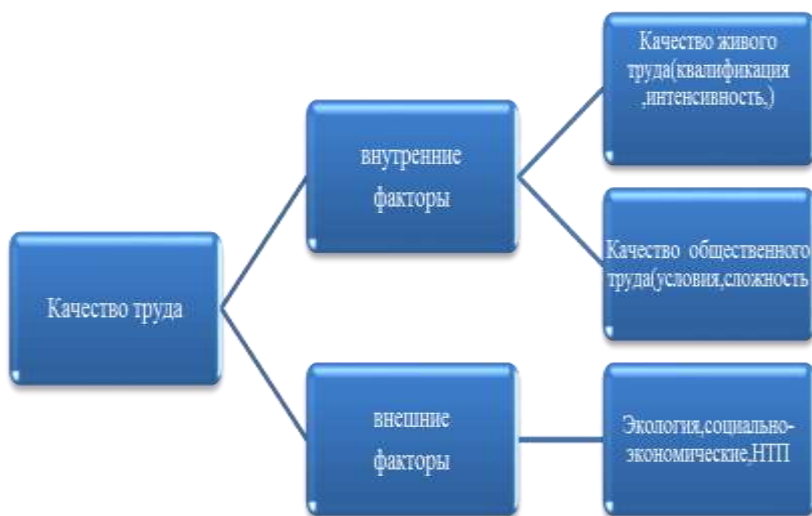 Качество труда
внутренние
факторы
Качество живого
труда(квалификация
,интенсивность,)
Качество общественного
труда(условия,сложность
внешние
факторы
Экология,социально-
экономические,НТП